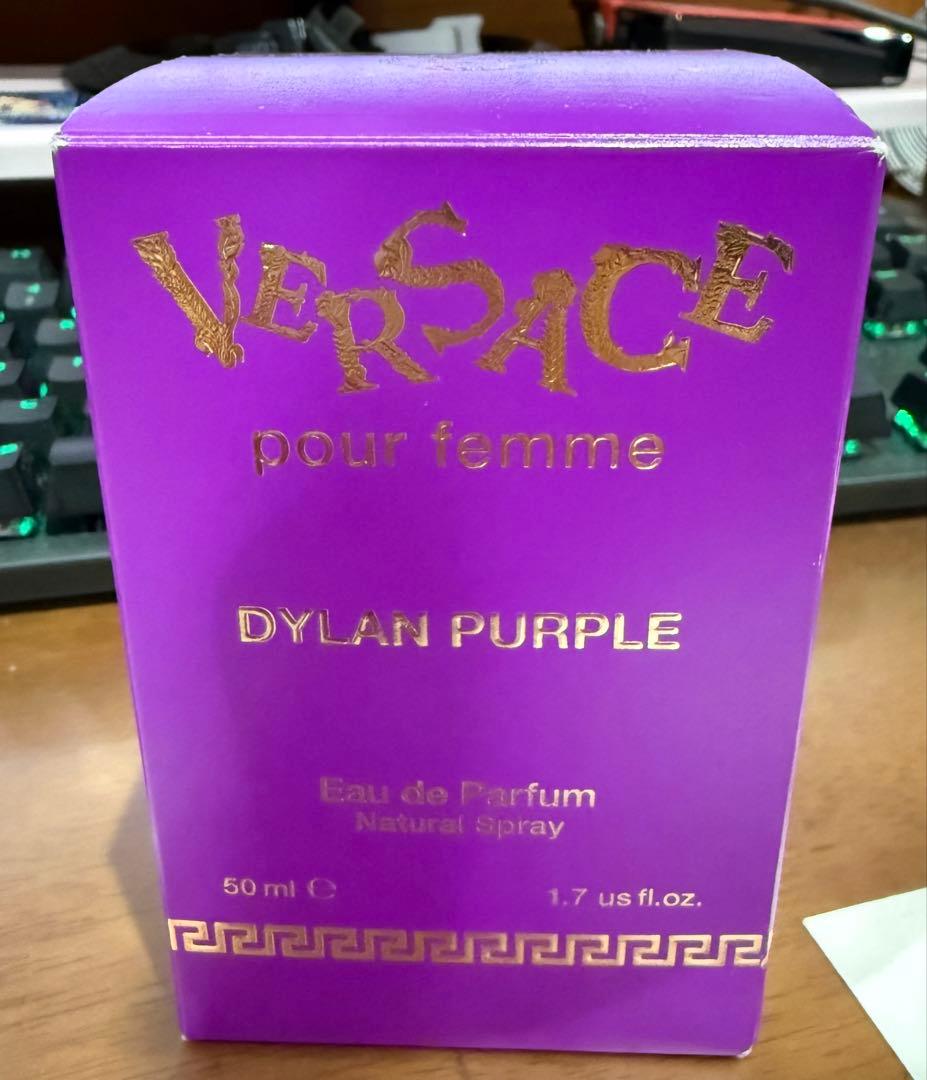 VERSACE
pour femme
DYLAN PURPLE
Eau de Parfum
Natural Spray
50 ml ℮
1.7 us fl.oz.